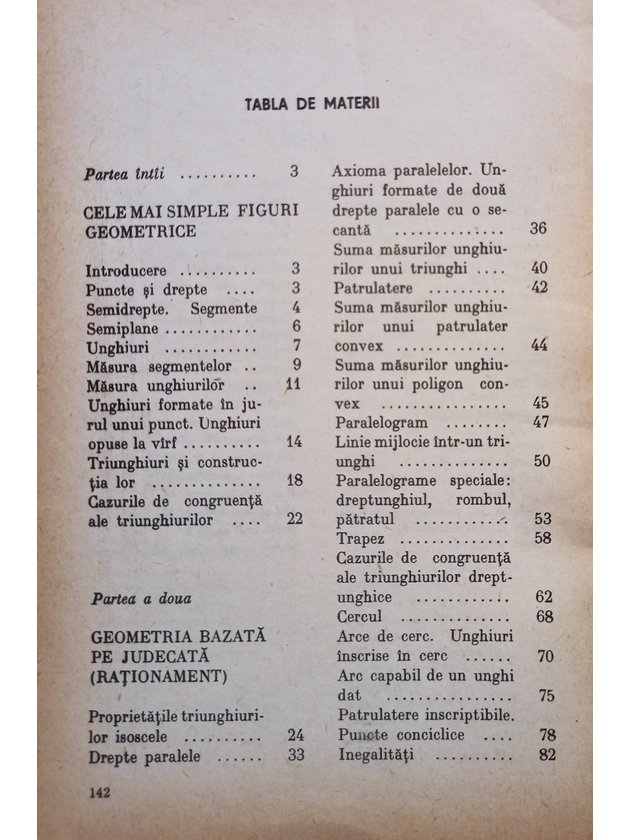 TABLA DE MATERII
Partea întîi .......... 3
CELE MAI SIMPLE FIGURI
GEOMETRICE
Introducere .......... 3
Puncte și drepte .... 3
Semidrepte. Segmente 4
Semiplane ............ 6
Unghiuri ............ 7
Măsura segmentelor .. 9
Măsura unghiurilor .. 11
Unghiuri formate în ju-
rul unui punct. Unghiuri
opuse la vîrf .......... 14
Triunghiuri și construc-
ția lor .............. 18
Cazurile de congruență
ale triunghiurilor .... 22
Partea a doua
GEOMETRIA BAZATĂ
PE JUDECATĂ
(RAȚIONAMENT)
Proprietățile triunghiuri-
lor isoscele .......... 24
Drepte paralele ...... 33
142
Axioma paralelelor. Un-
ghiuri formate de două
drepte paralele cu o se-
cantă .............. 36
Suma măsurilor unghiu-
rilor unui triunghi .... 40
Patrulatere .......... 42
Suma măsurilor unghiu-
rilor unui patrulater
convex .............. 44
Suma măsurilor unghiu-
rilor unui poligon con-
vex ................ 45
Paralelogram ........ 47
Linie mijlocie într-un tri-
unghi .............. 50
Paralelograme speciale:
dreptunghiul, rombul,
pătratul ............ 53
Trapez .............. 58
Cazurile de congruență
ale triunghiurilor drept-
unghice ............ 62
Cercul .............. 68
Arce de cerc. Unghiuri
înscrise în cerc ...... 70
Arc capabil de un unghi
dat ................ 75
Patrulatere inscriptibile.
Puncte conciclice .... 78
Inegalități .......... 82